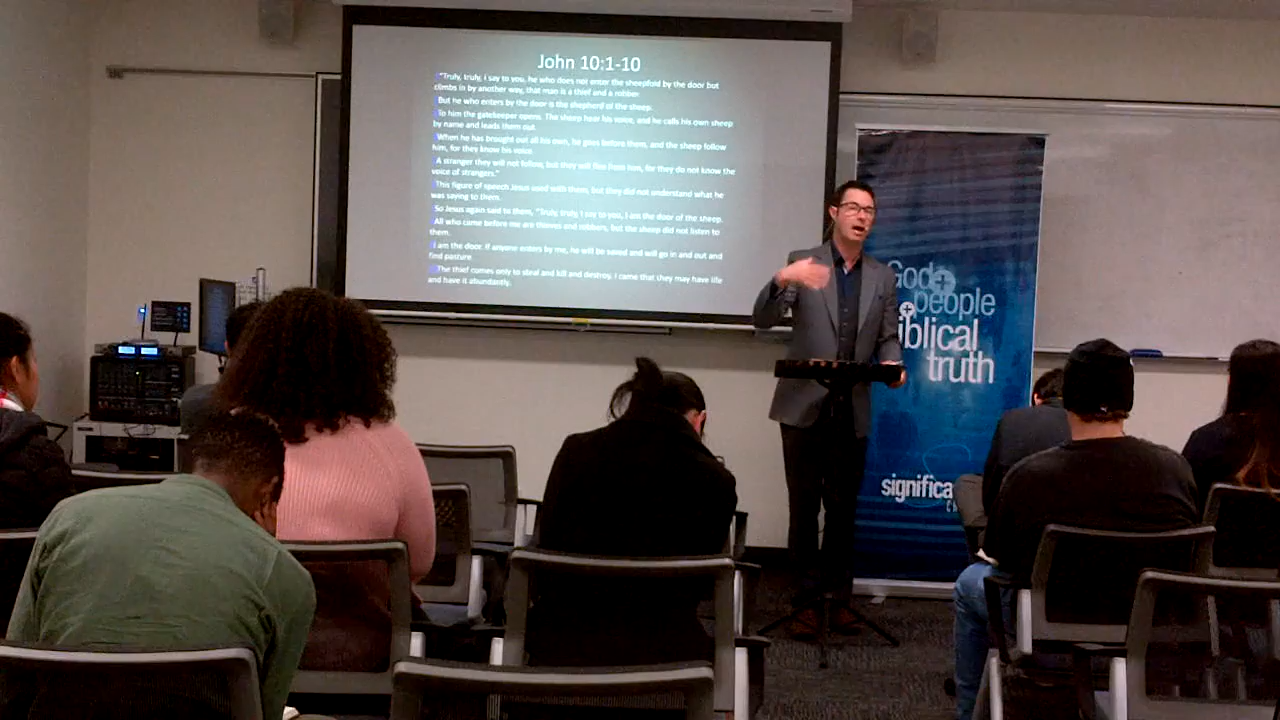 John 10:1-10
"Truly, truly, I say to you, he who does not enter the sheepfold by the door but
climbs in by another way, that man is a thief and a robber.
But he who enters by the door is the shepherd of the sheep.
To him the gatekeeper opens. The sheep hear his voice, and he calls his own sheep
by name and leads them out.
When he has brought out all his own, he goes before them, and the sheep follow
him, for they know his voice.
A stranger they will not follow, but they will flee from him, for they do not know the
voice of strangers."
This figure of speech Jesus used with them, but they did not understand what he
was saying to them.
So Jesus again said to them, "Truly, truly, I say to you, I am the door of the sheep.
All who came before me are thieves and robbers, but the sheep did not listen to
them.
I am the door. If anyone enters by me, he will be saved and will go in and out and
find pasture.
The thief comes only to steal and kill and destroy. I came that they may have life
and have it abundantly.
God+
people
+
iblical
truth
significa